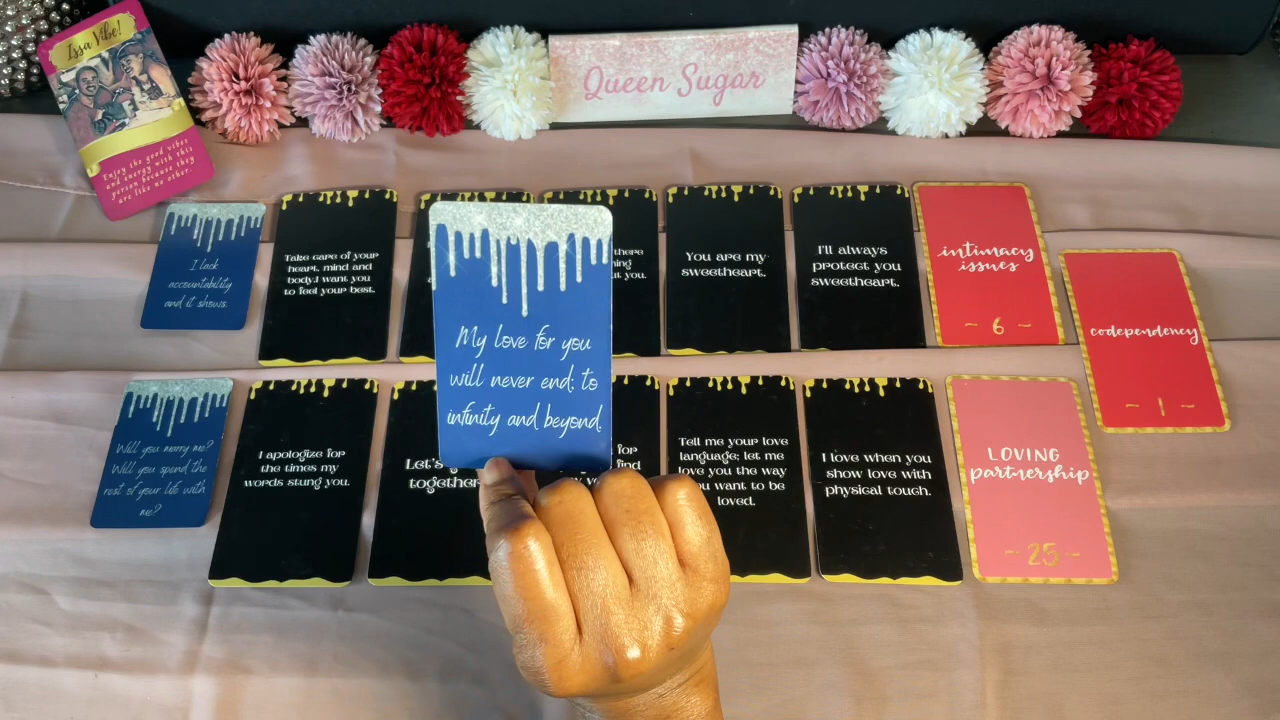 Issa Vibe!
Enjoy the good vibes
and energy with this
person because they
are like no other.
Queen Sugar
I lack
accountability
and it shows.
Take care of your
heart, mind and
body.I want you
to feel your best.
My love for you
will never end; to
infinity and beyond.
there
you.
You are my
sweetheart.
I'll always
protect you
sweetheart.
intimacy
issues
~ 6 ~
codependency
~ 1 ~
Will you marry me?
Will you spend the
rest of your life with
me?
I apologize for
the times my
words stung you.
Let's
together
for
Tell me your love
language; let me
love you the way
you want to be
loved.
I love when you
show love with
physical touch.
LOVING
partnership
~ 25 ~